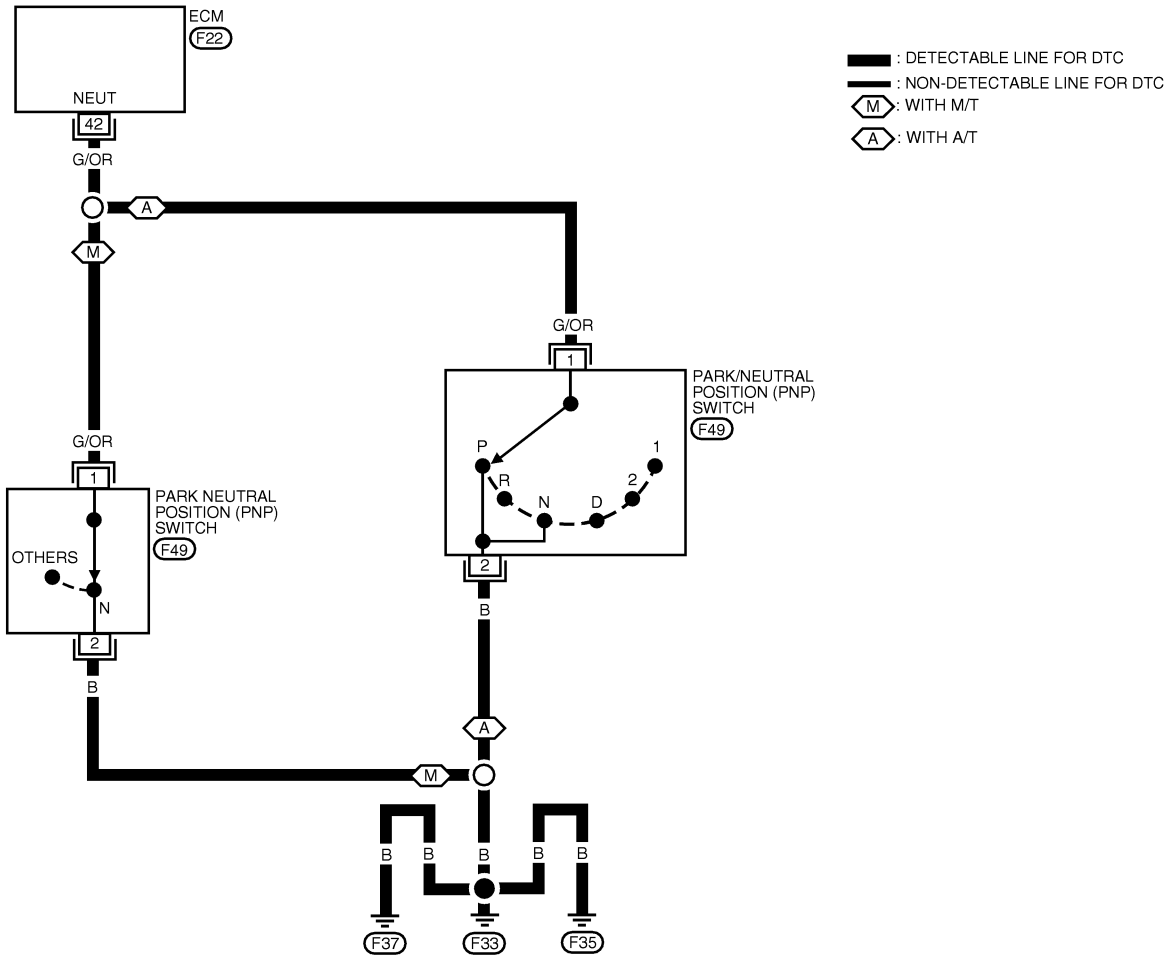 ECM
F22
NEUT
42
G/OR
A
M
: DETECTABLE LINE FOR DTC
: NON-DETECTABLE LINE FOR DTC
M : WITH M/T
A : WITH A/T
G/OR
1
PARK/NEUTRAL
POSITION (PNP)
SWITCH
F49
P
R
N
D
2
1
2
B
A
G/OR
1
PARK NEUTRAL
POSITION (PNP)
SWITCH
F49
OTHERS
N
2
B
M
B
B
B
B
B
F37
F33
F35